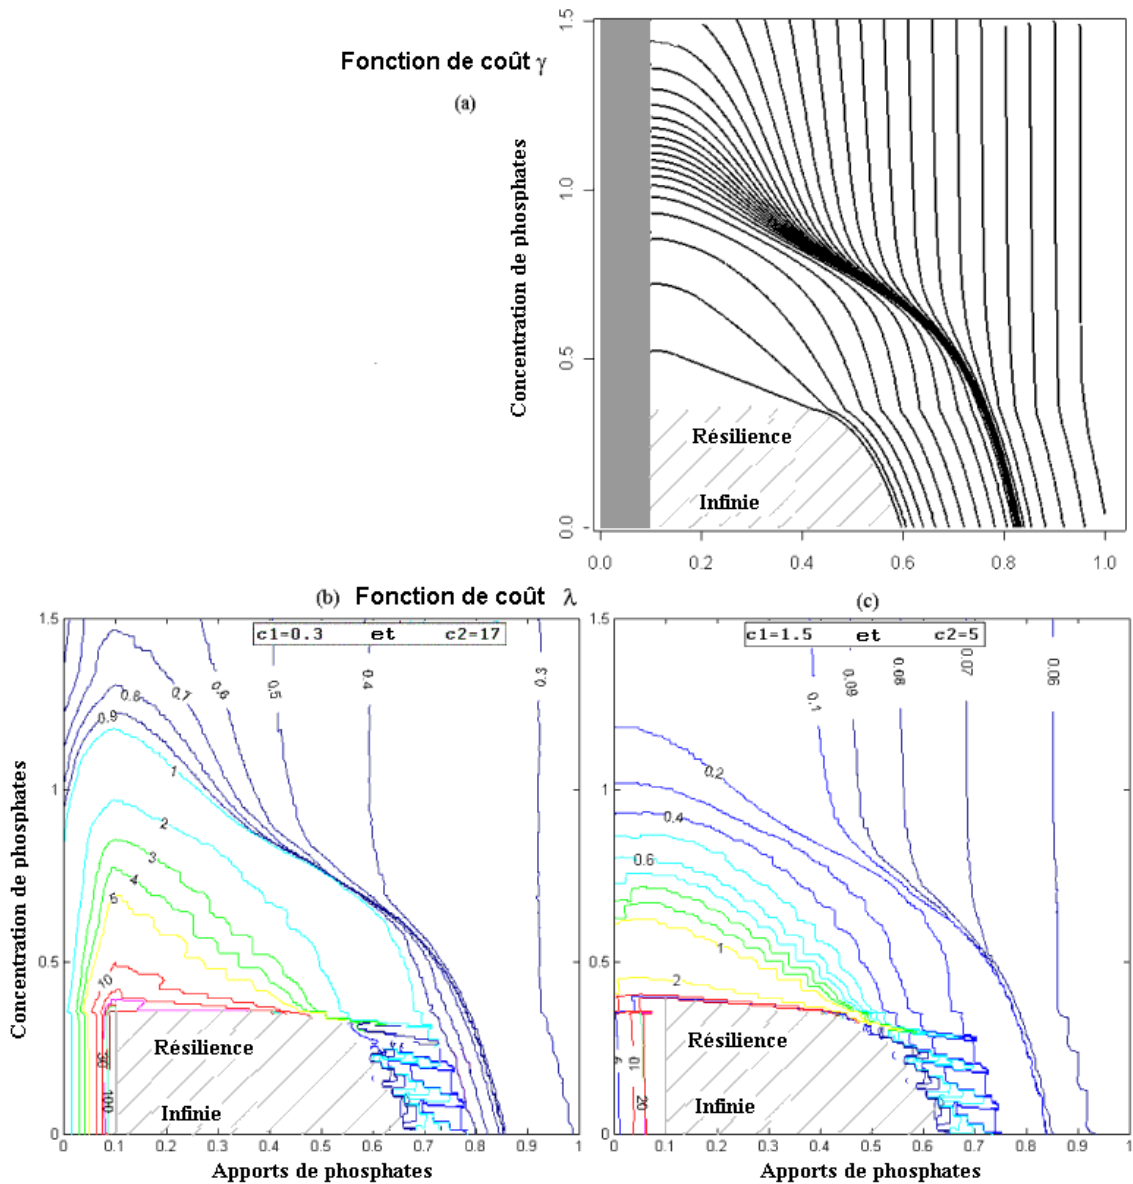 Fonction de coût γ
(a)
1.5
1.0
0.5
0.0
Concentration de phosphates
Résilience
Infinie
0.0 0.2 0.4 0.6 0.8 1.0
(b) Fonction de coût λ (c)
1.5
1
0.5
0
Concentration de phosphates
c1=0.3 et c2=17
0.9
0.8
0.7
0.6
0.5
0.4
0.3
1
2
3
4
5
10
100
Résilience
Infinie
0 0.1 0.2 0.3 0.4 0.5 0.6 0.7 0.8 0.9 1
Apports de phosphates
1.5
1
0.5
0
c1=1.5 et c2=5
0.1
0.09
0.08
0.07
0.06
0.2
0.4
0.6
1
2
10
20
Résilience
Infinie
0 0.1 0.2 0.3 0.4 0.5 0.6 0.7 0.8 0.9 1
Apports de phosphates